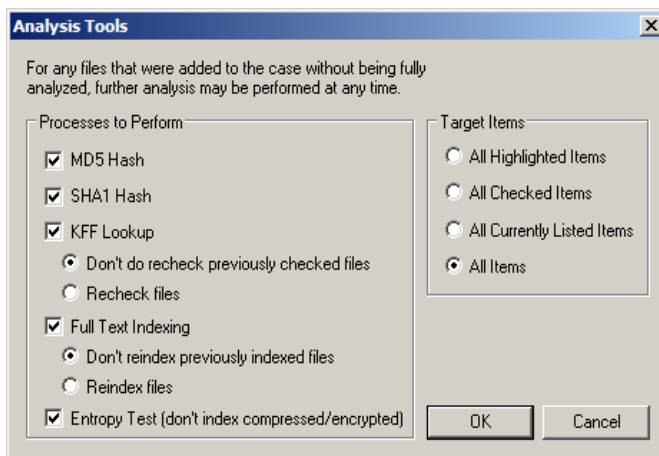 Analysis Tools
For any files that were added to the case without being fully
analyzed, further analysis may be performed at any time.
Processes to Perform
MD5 Hash
SHA1 Hash
KFF Lookup
Don't do recheck previously checked files
Recheck files
Full Text Indexing
Don't reindex previously indexed files
Reindex files
Entropy Test (don't index compressed/encrypted)
Target Items
All Highlighted Items
All Checked Items
All Currently Listed Items
All Items
OK
Cancel